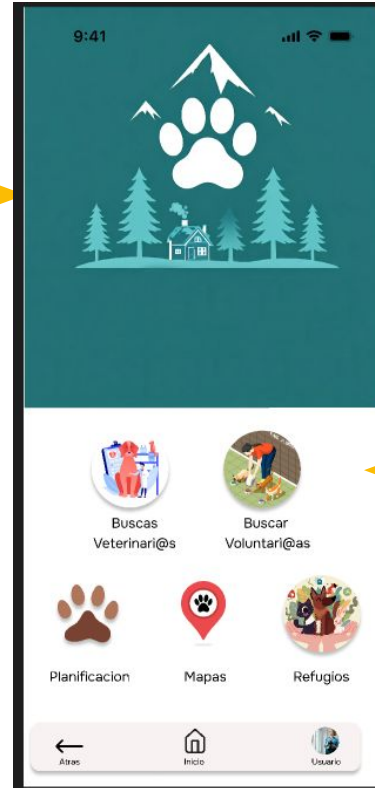 9:41
Buscas
Veterinari@s
Buscar
Voluntari@as
Planificacion
Mapas
Refugios
Atras
Inicio
Usuario